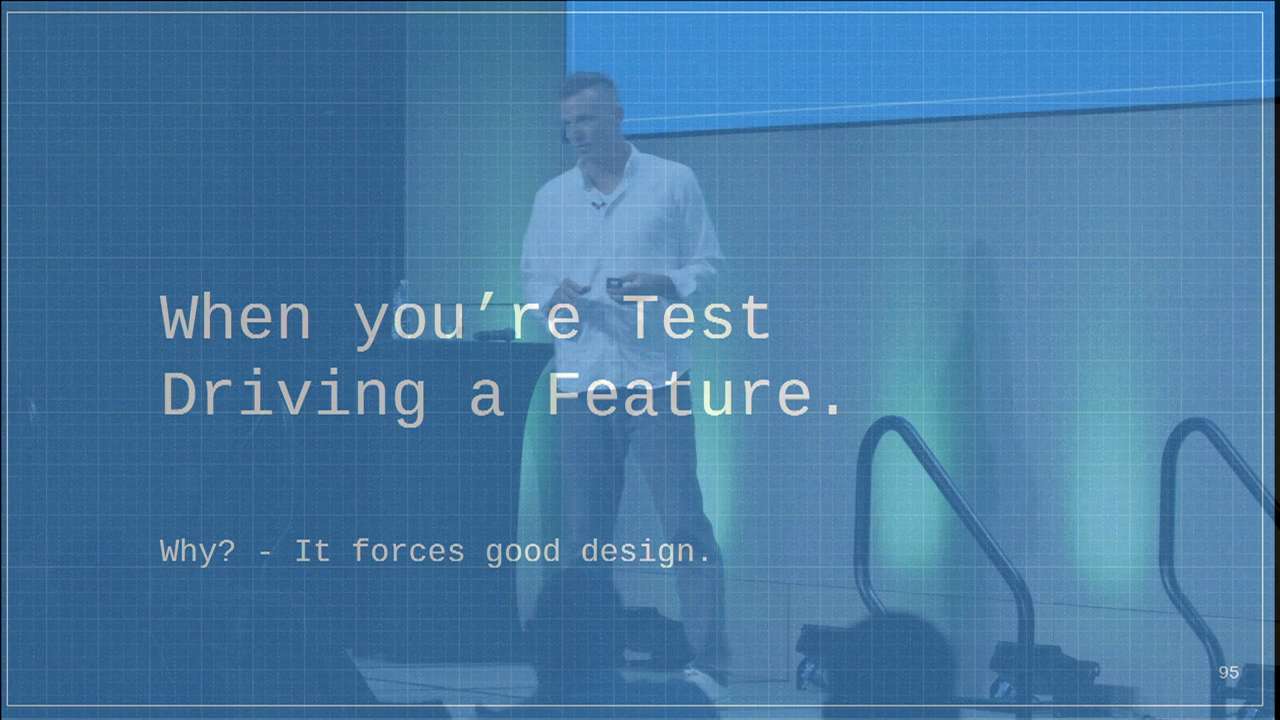 When you’re Test
Driving a Feature.
Why? - It forces good design.
95